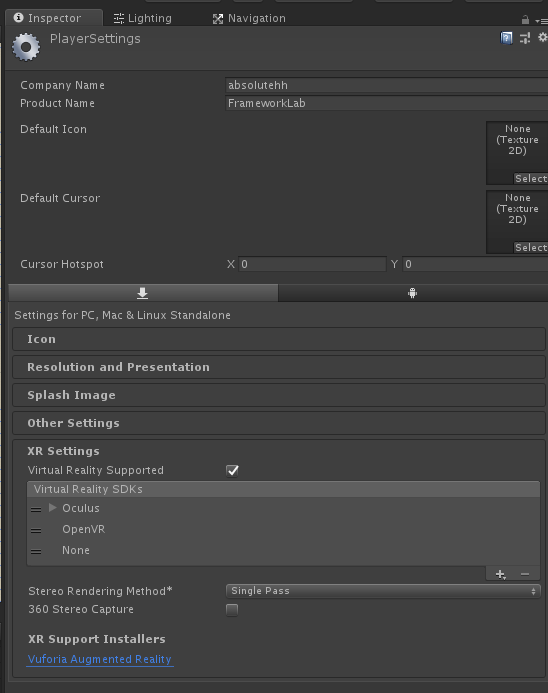 Inspector Lighting Navigation
PlayerSettings
Company Name absolutehh
Product Name FrameworkLab
Default Icon None
(Texture
2D)
Select
Default Cursor None
(Texture
2D)
Select
Cursor Hotspot X 0 Y 0
Settings for PC, Mac & Linux Standalone
Icon
Resolution and Presentation
Splash Image
Other Settings
XR Settings
Virtual Reality Supported
Virtual Reality SDKs
Oculus
OpenVR
None
Stereo Rendering Method* Single Pass
360 Stereo Capture
XR Support Installers
Vuforia Augmented Reality